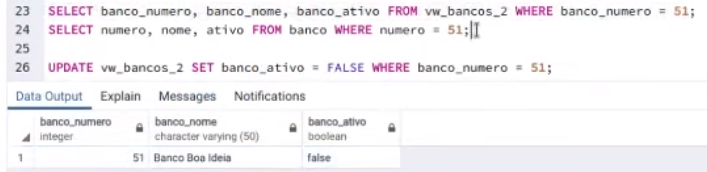 23 SELECT banco_numero, banco_nome, banco_ativo FROM vw_bancos_2 WHERE banco_numero = 51;
24 SELECT numero, nome, ativo FROM banco WHERE numero = 51;
25
26 UPDATE vw_bancos_2 SET banco_ativo = FALSE WHERE banco_numero = 51;
Data Output Explain Messages Notifications
banco_numero banco_nome banco_ativo
integer character varying (50) boolean
1 51 Banco Boa Ideia false